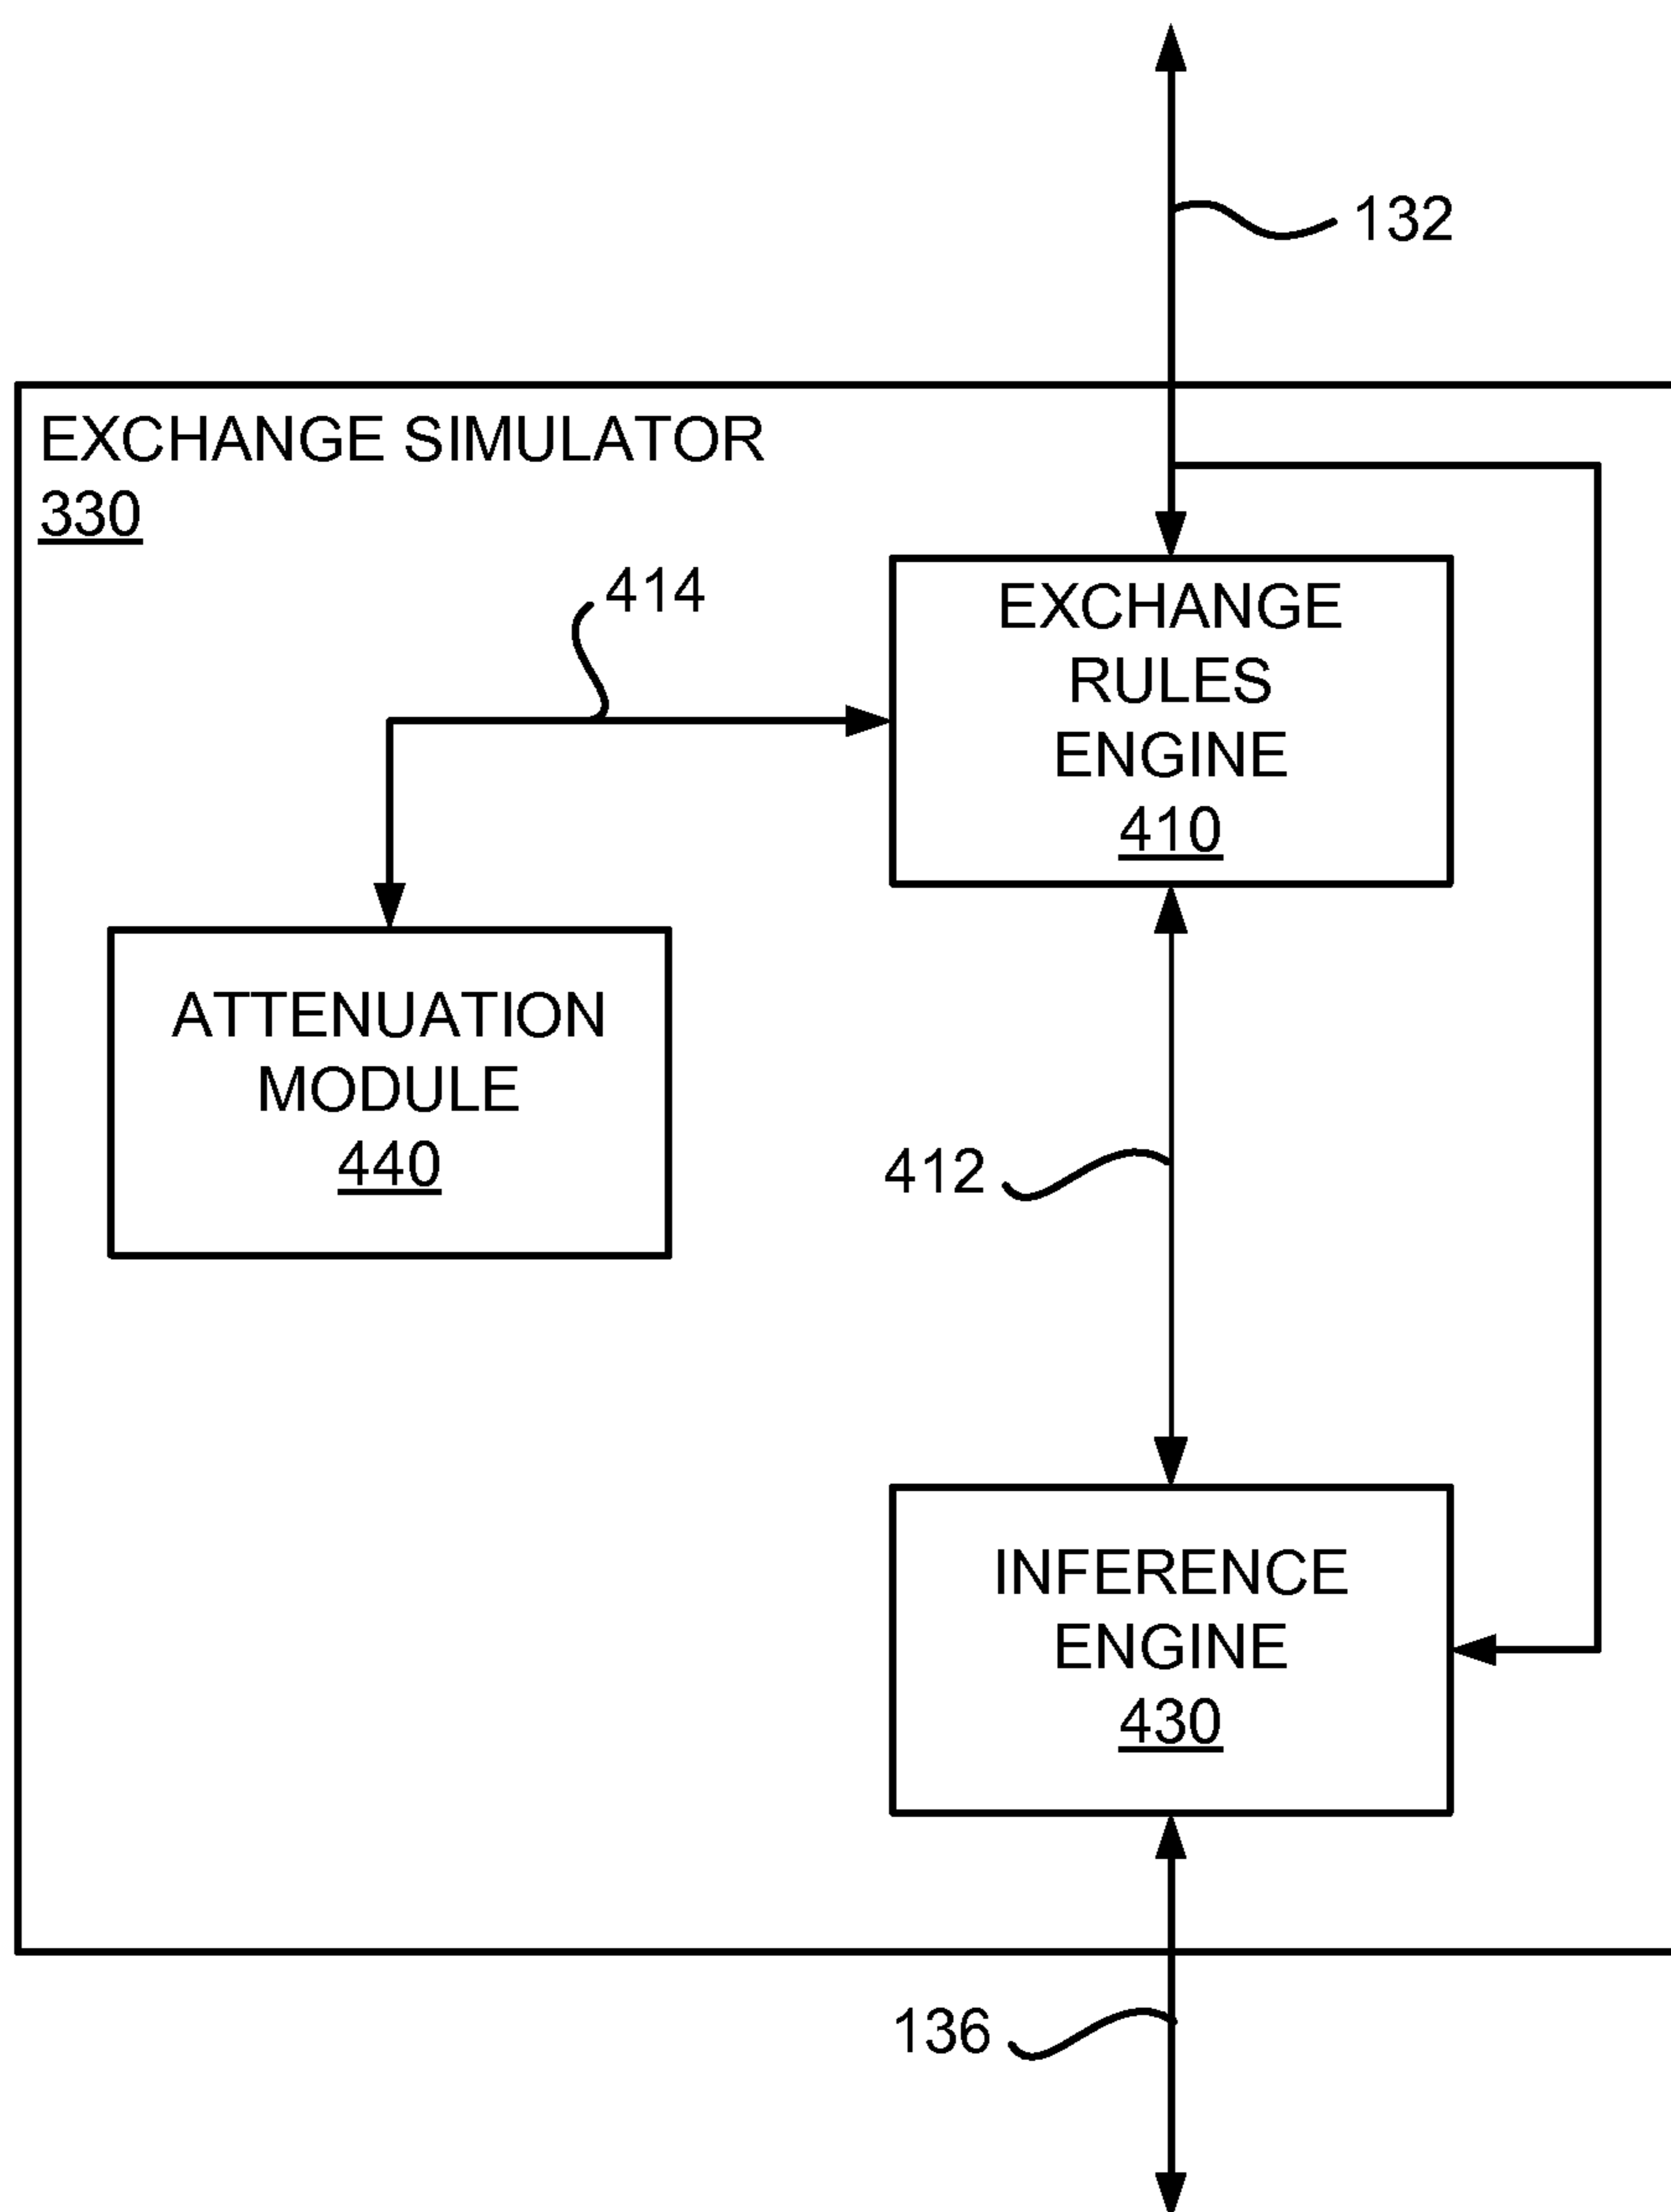 132
EXCHANGE SIMULATOR
330
414
EXCHANGE
RULES
ENGINE
410
ATTENUATION
MODULE
440
412
INFERENCE
ENGINE
430
136